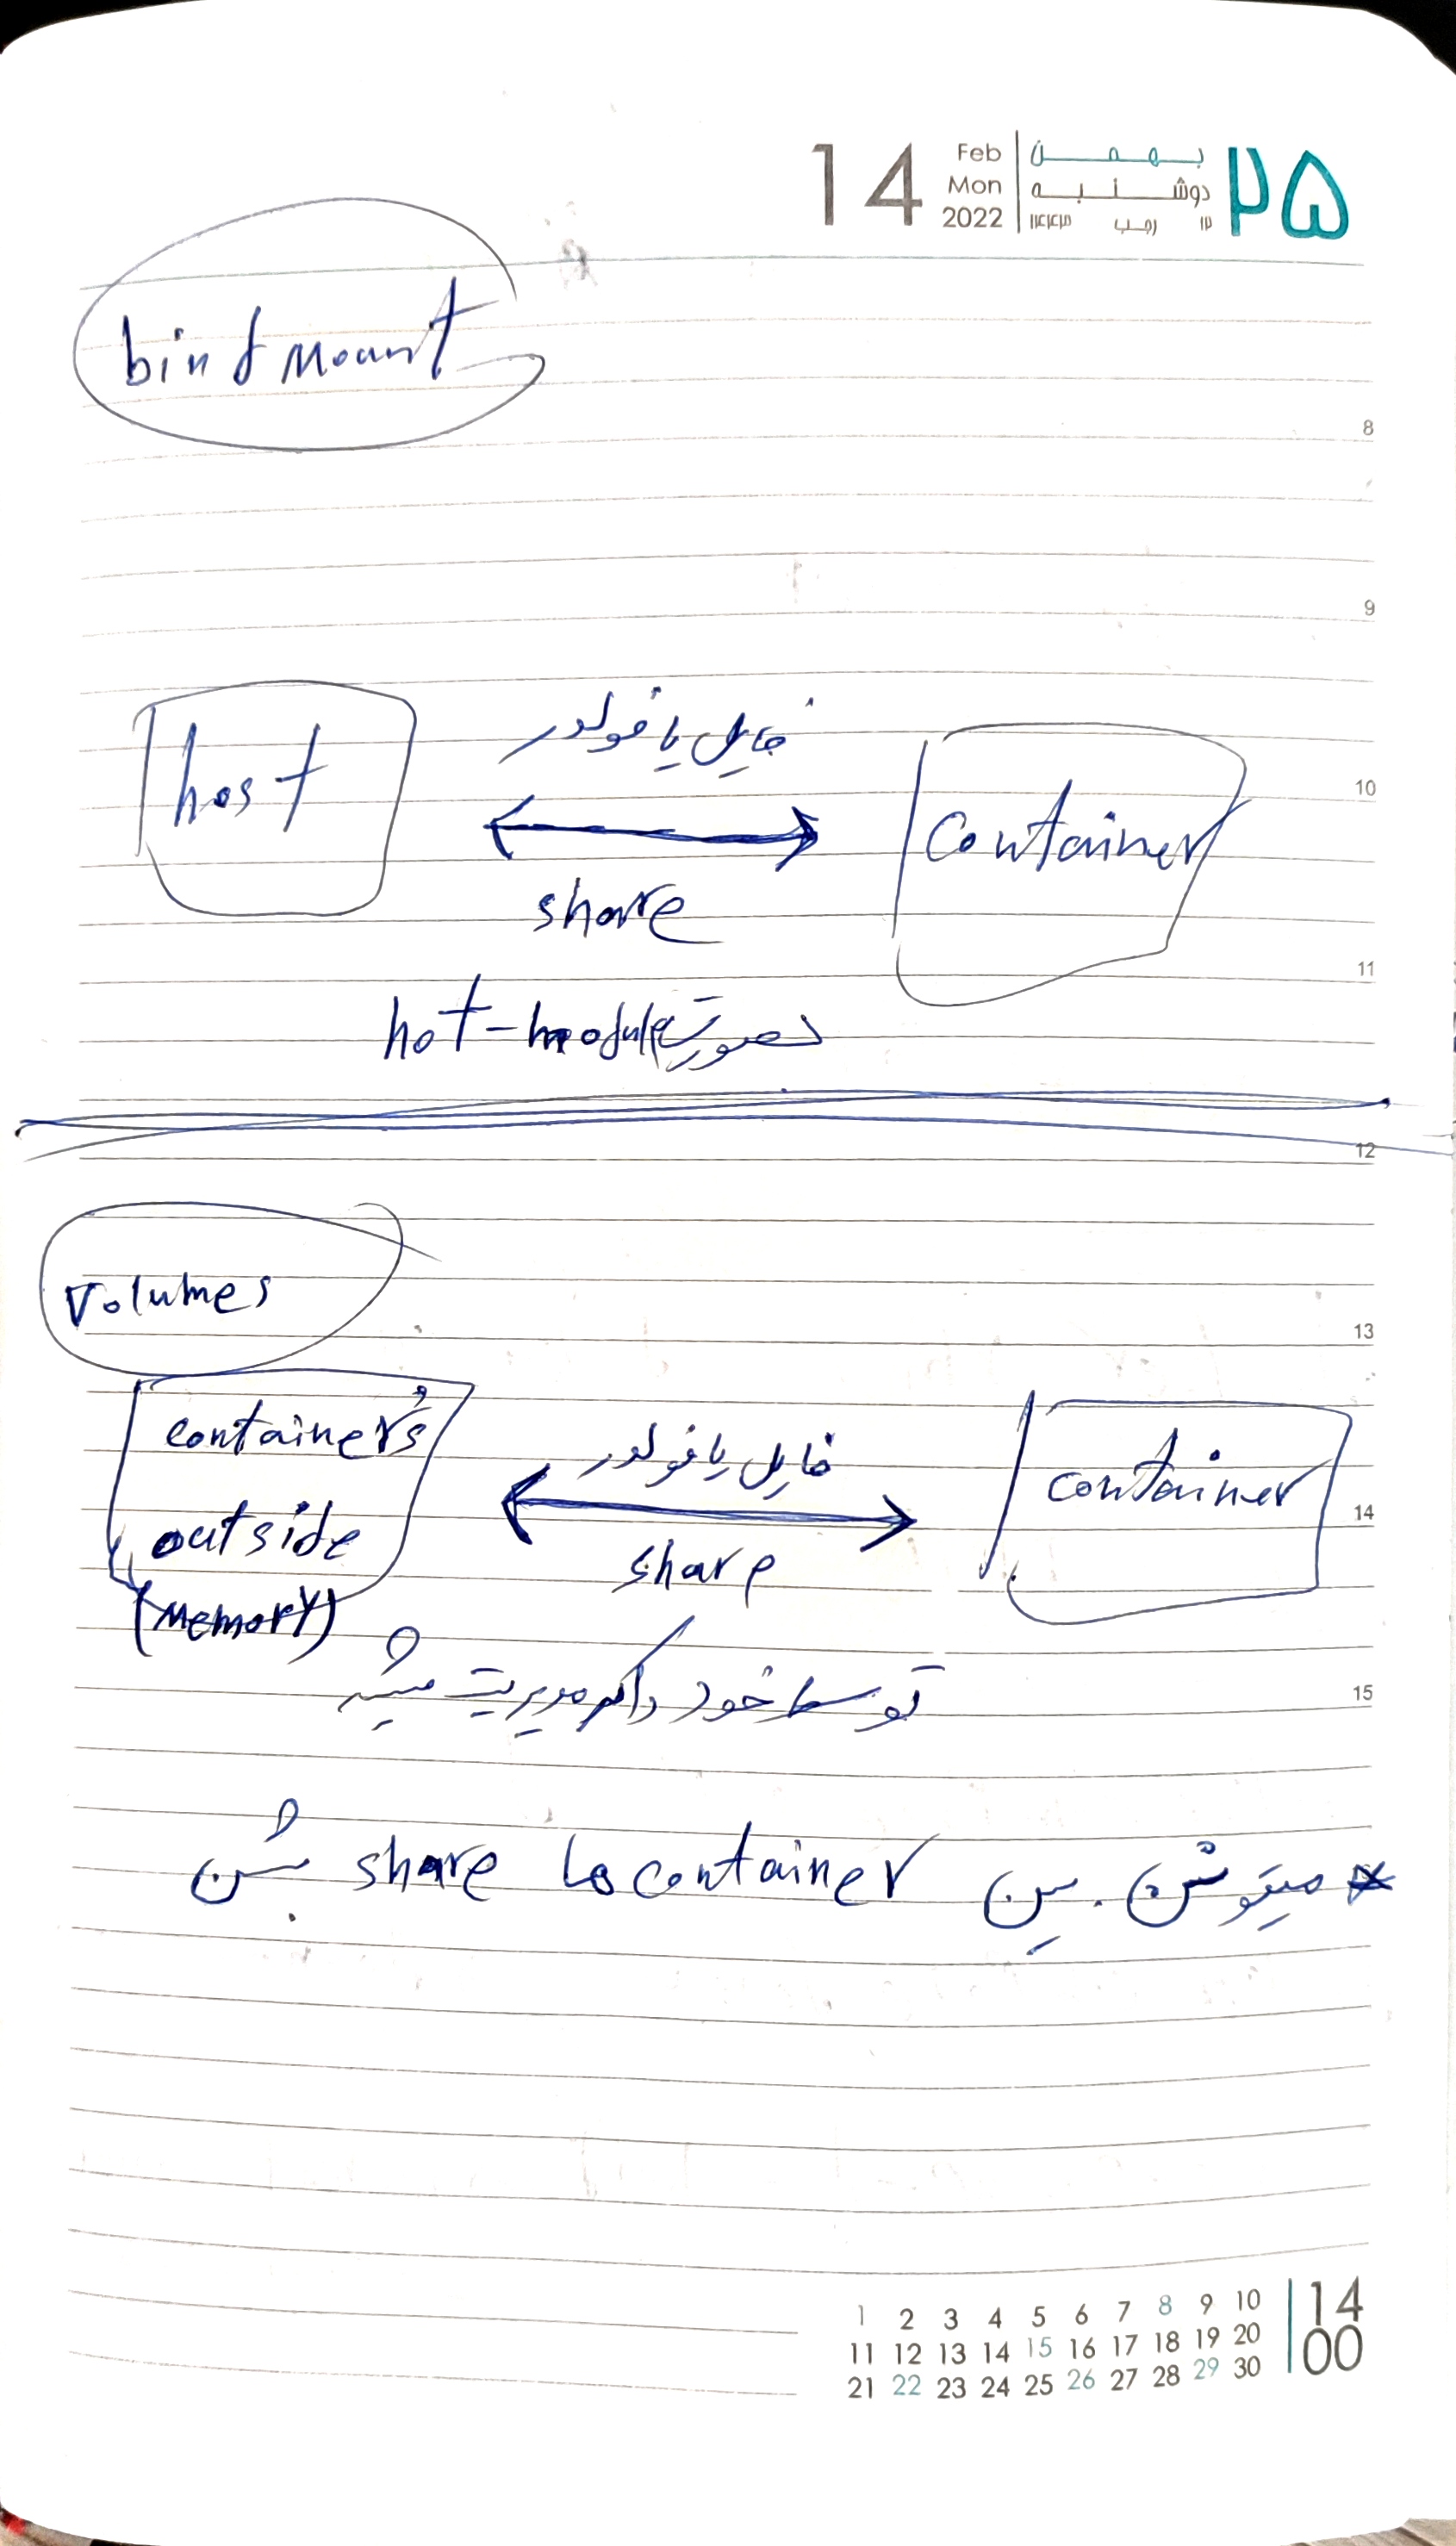 14 Feb بهمن ۲۵
Mon دوشنبه
2022 ۱۴۴۳ رجب ۱۲
bind mount
8
9
فایل یا فولدر
host container
10
share
11
بصورت hot-module
12
volumes
13
container's
فایل یا فولدر
container
14
outside
share
(memory)
توسط خود داکر مدیریت میشه
15
* میتونن بین container ها share بشن
1 2 3 4 5 6 7 8 9 10 14
11 12 13 14 15 16 17 18 19 20 00
21 22 23 24 25 26 27 28 29 30